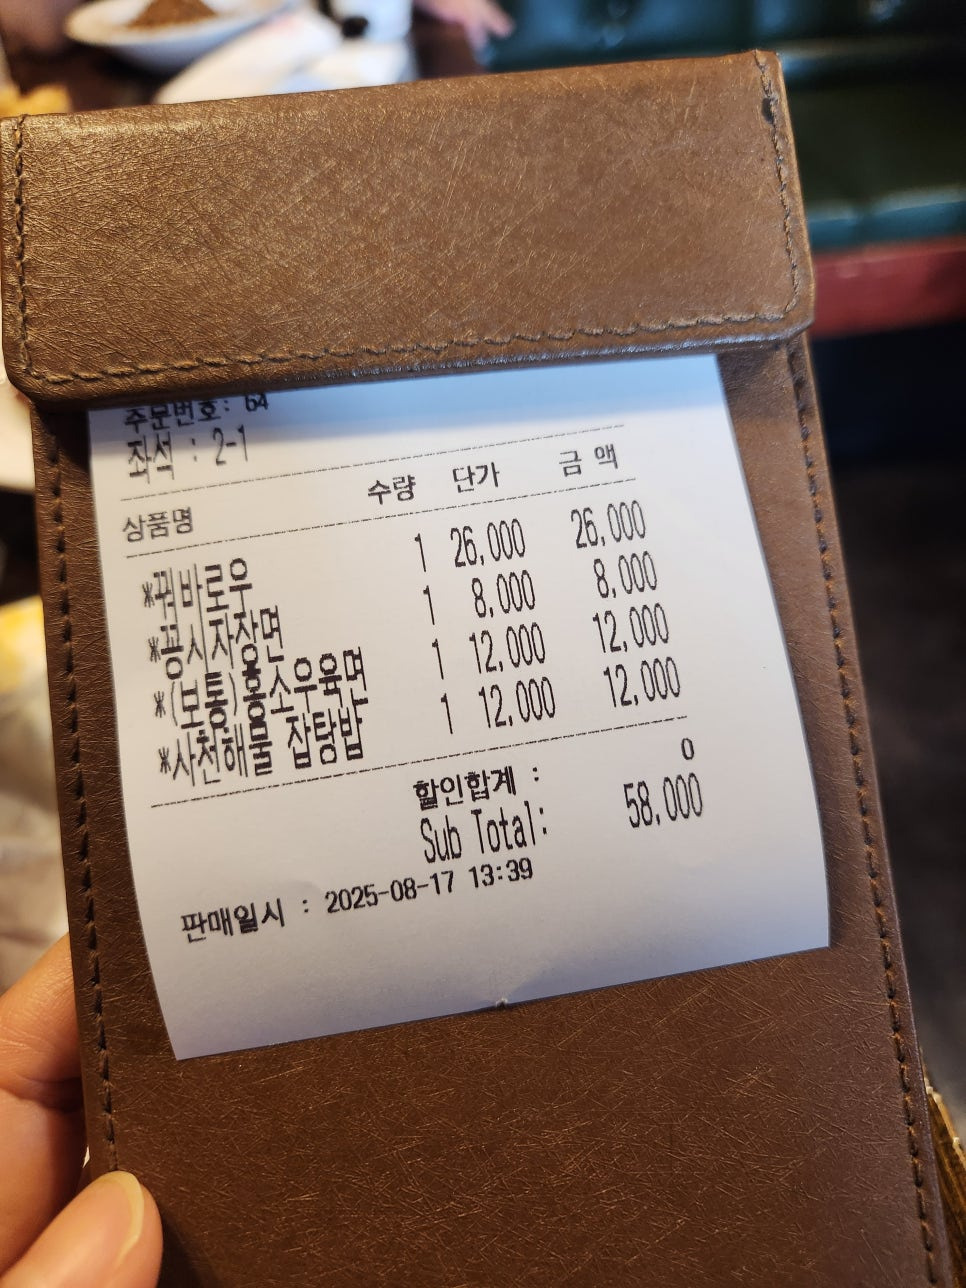 주문번호: 64
좌석 : 2-1
상품명 수량 단가 금 액
*꿔바로우 1 26,000 26,000
*꽁시자장면 1 8,000 8,000
*(보통)홍소우육면 1 12,000 12,000
*사천해물 잡탕밥 1 12,000 12,000
할인합계 : 0
Sub Total: 58,000
판매일시 : 2025-08-17 13:39